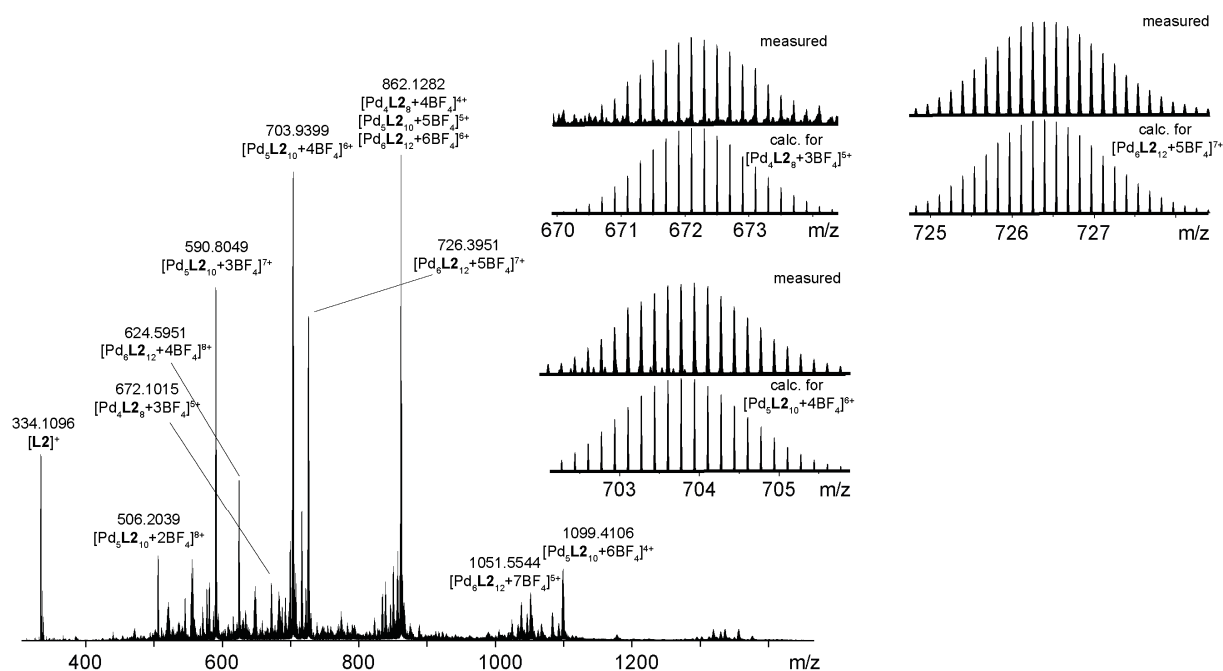 862.1282
[Pd₄L2₈+4BF₄]⁴⁺
[Pd₅L2₁₀+5BF₄]⁵⁺
[Pd₆L2₁₂+6BF₄]⁶⁺
703.9399
[Pd₅L2₁₀+4BF₄]⁶⁺
590.8049
[Pd₅L2₁₀+3BF₄]⁷⁺
726.3951
[Pd₆L2₁₂+5BF₄]⁷⁺
624.5951
[Pd₆L2₁₂+4BF₄]⁸⁺
672.1015
[Pd₄L2₈+3BF₄]⁵⁺
334.1096
[L2]⁺
506.2039
[Pd₅L2₁₀+2BF₄]⁸⁺
1051.5544
[Pd₆L2₁₂+7BF₄]⁵⁺
1099.4106
[Pd₅L2₁₀+6BF₄]⁴⁺
400 600 800 1000 1200 m/z
measured
calc. for
[Pd₄L2₈+3BF₄]⁵⁺
670 671 672 673 m/z
measured
calc. for
[Pd₆L2₁₂+5BF₄]⁷⁺
725 726 727 m/z
measured
calc. for
[Pd₅L2₁₀+4BF₄]⁶⁺
703 704 705 m/z